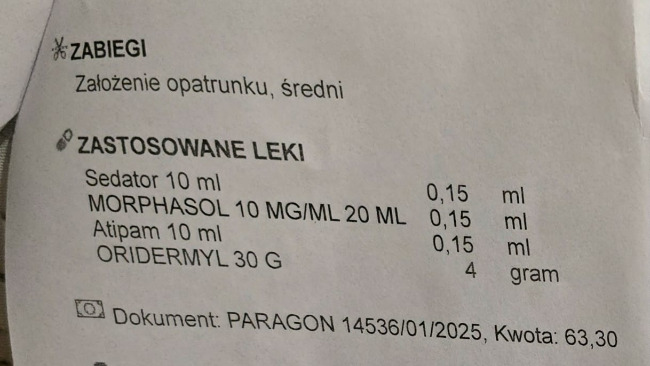 ZABIEGI
Założenie opatrunku, średni
ZASTOSOWANE LEKI
Sedator 10 ml 0,15 ml
MORPHASOL 10 MG/ML 20 ML 0,15 ml
Atipam 10 ml 0,15 ml
ORIDERMYL 30 G 4 gram
Dokument: PARAGON 14536/01/2025, Kwota: 63,30